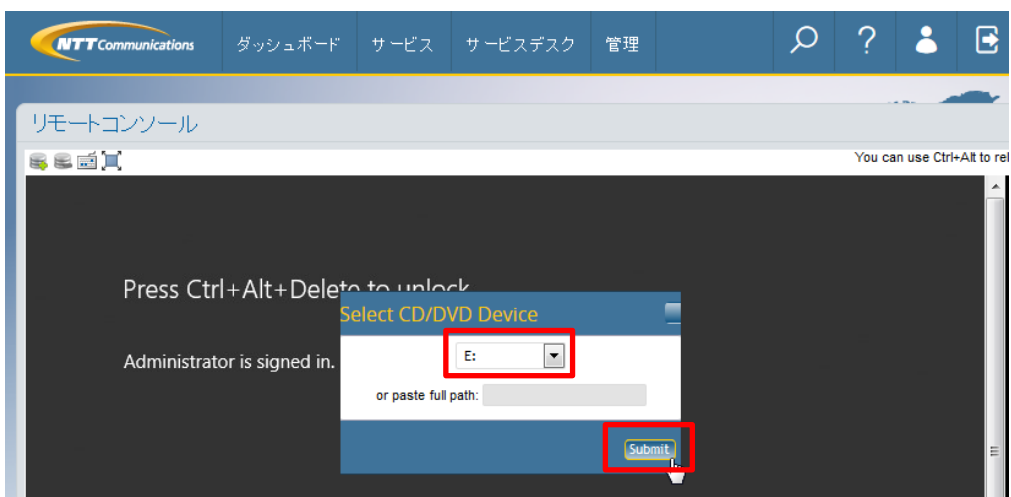 NTT Communications ダッシュボード サービス サービスデスク 管理
リモートコンソール
You can use Ctrl+Alt to rel
Press Ctrl+Alt+Delete to unlock.
Select CD/DVD Device
E:
Administrator is signed in.
or paste full path:
Submit